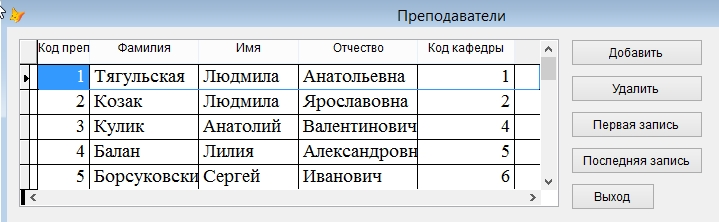 Преподаватели
Код преп Фамилия Имя Отчество Код кафедры
1 Тягульская Людмила Анатольевна 1
2 Козак Людмила Ярославовна 2
3 Кулик Анатолий Валентинович 4
4 Балан Лилия Александровн 5
5 Борсуковски Сергей Иванович 6
Добавить
Удалить
Первая запись
Последняя запись
Выход